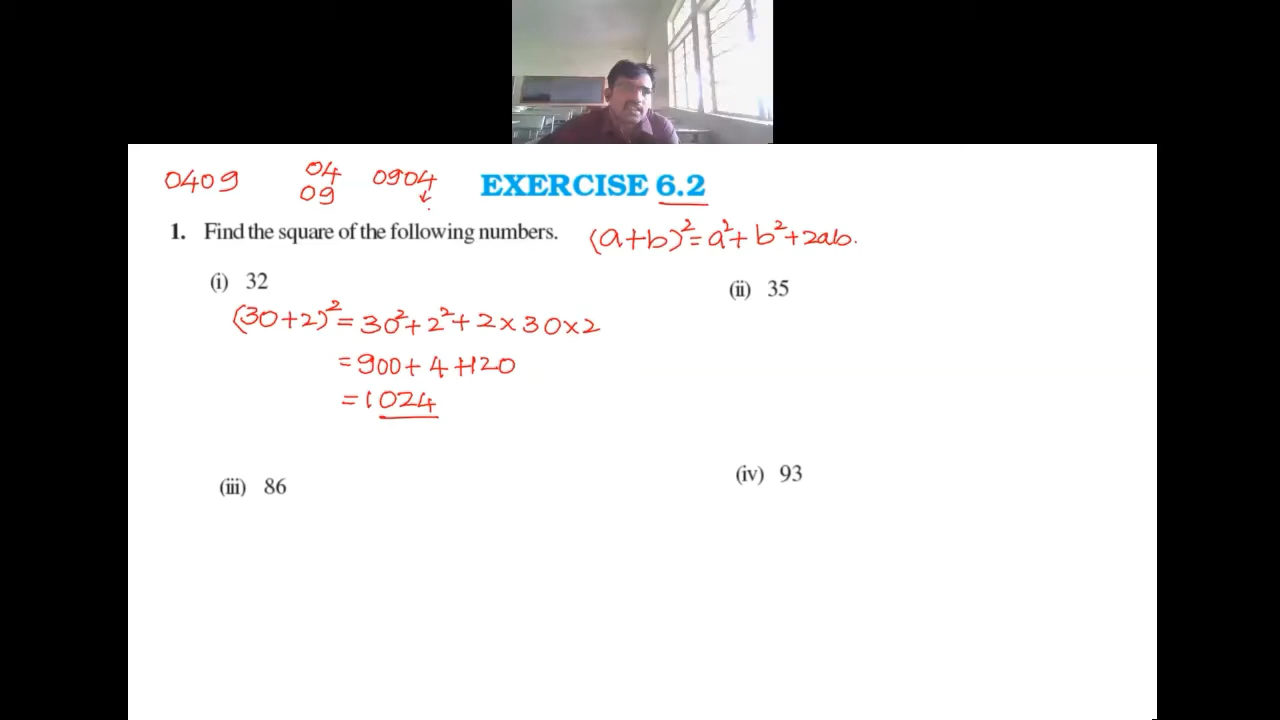 0409 04 0904 EXERCISE 6.2
09
1. Find the square of the following numbers. (a+b)²=a²+b²+2ab.
(i) 32 (ii) 35
(30+2)²=30²+2²+2×30×2
=900+4+120
=1024
(iii) 86 (iv) 93